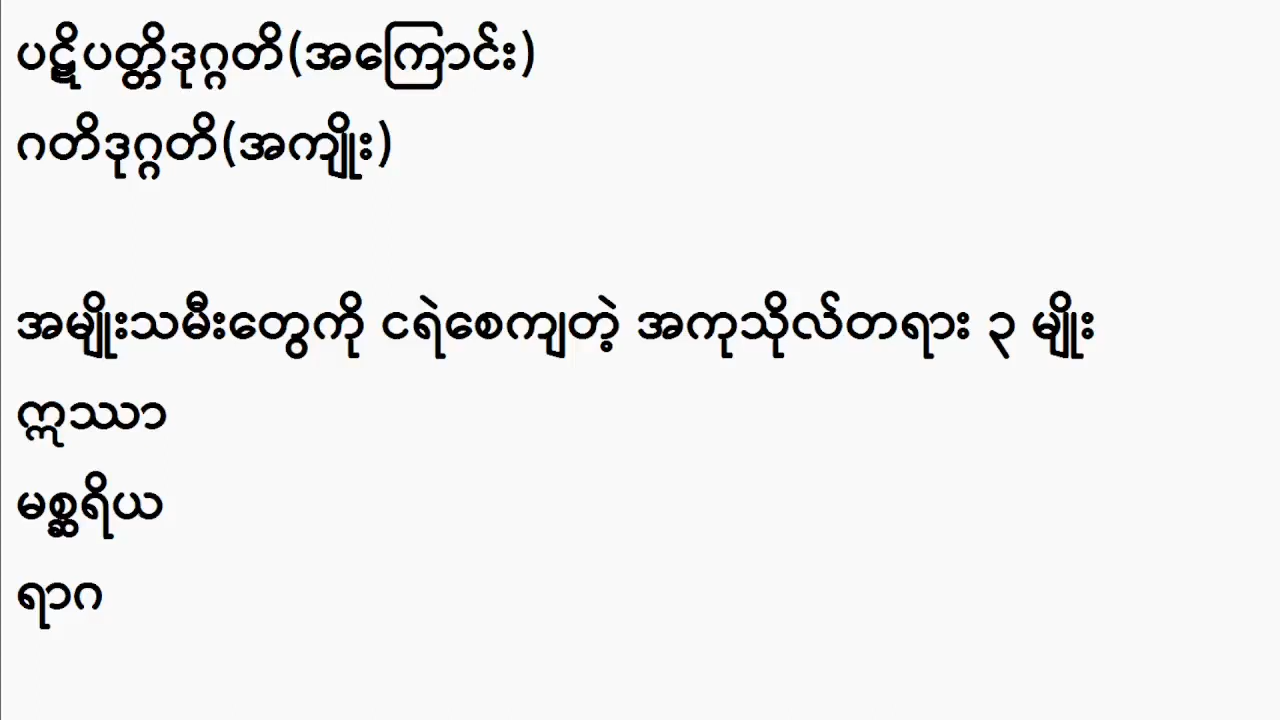 ပဋိပတ္တိဒုဂ္ဂတိ(အကြောင်း)
ဂတိဒုဂ္ဂတိ(အကျိုး)
အမျိုးသမီးတွေကို ငရဲစေကျတဲ့ အကုသိုလ်တရား ၃ မျိုး
ဣဿာ
မစ္ဆရိယ
ရာဂ